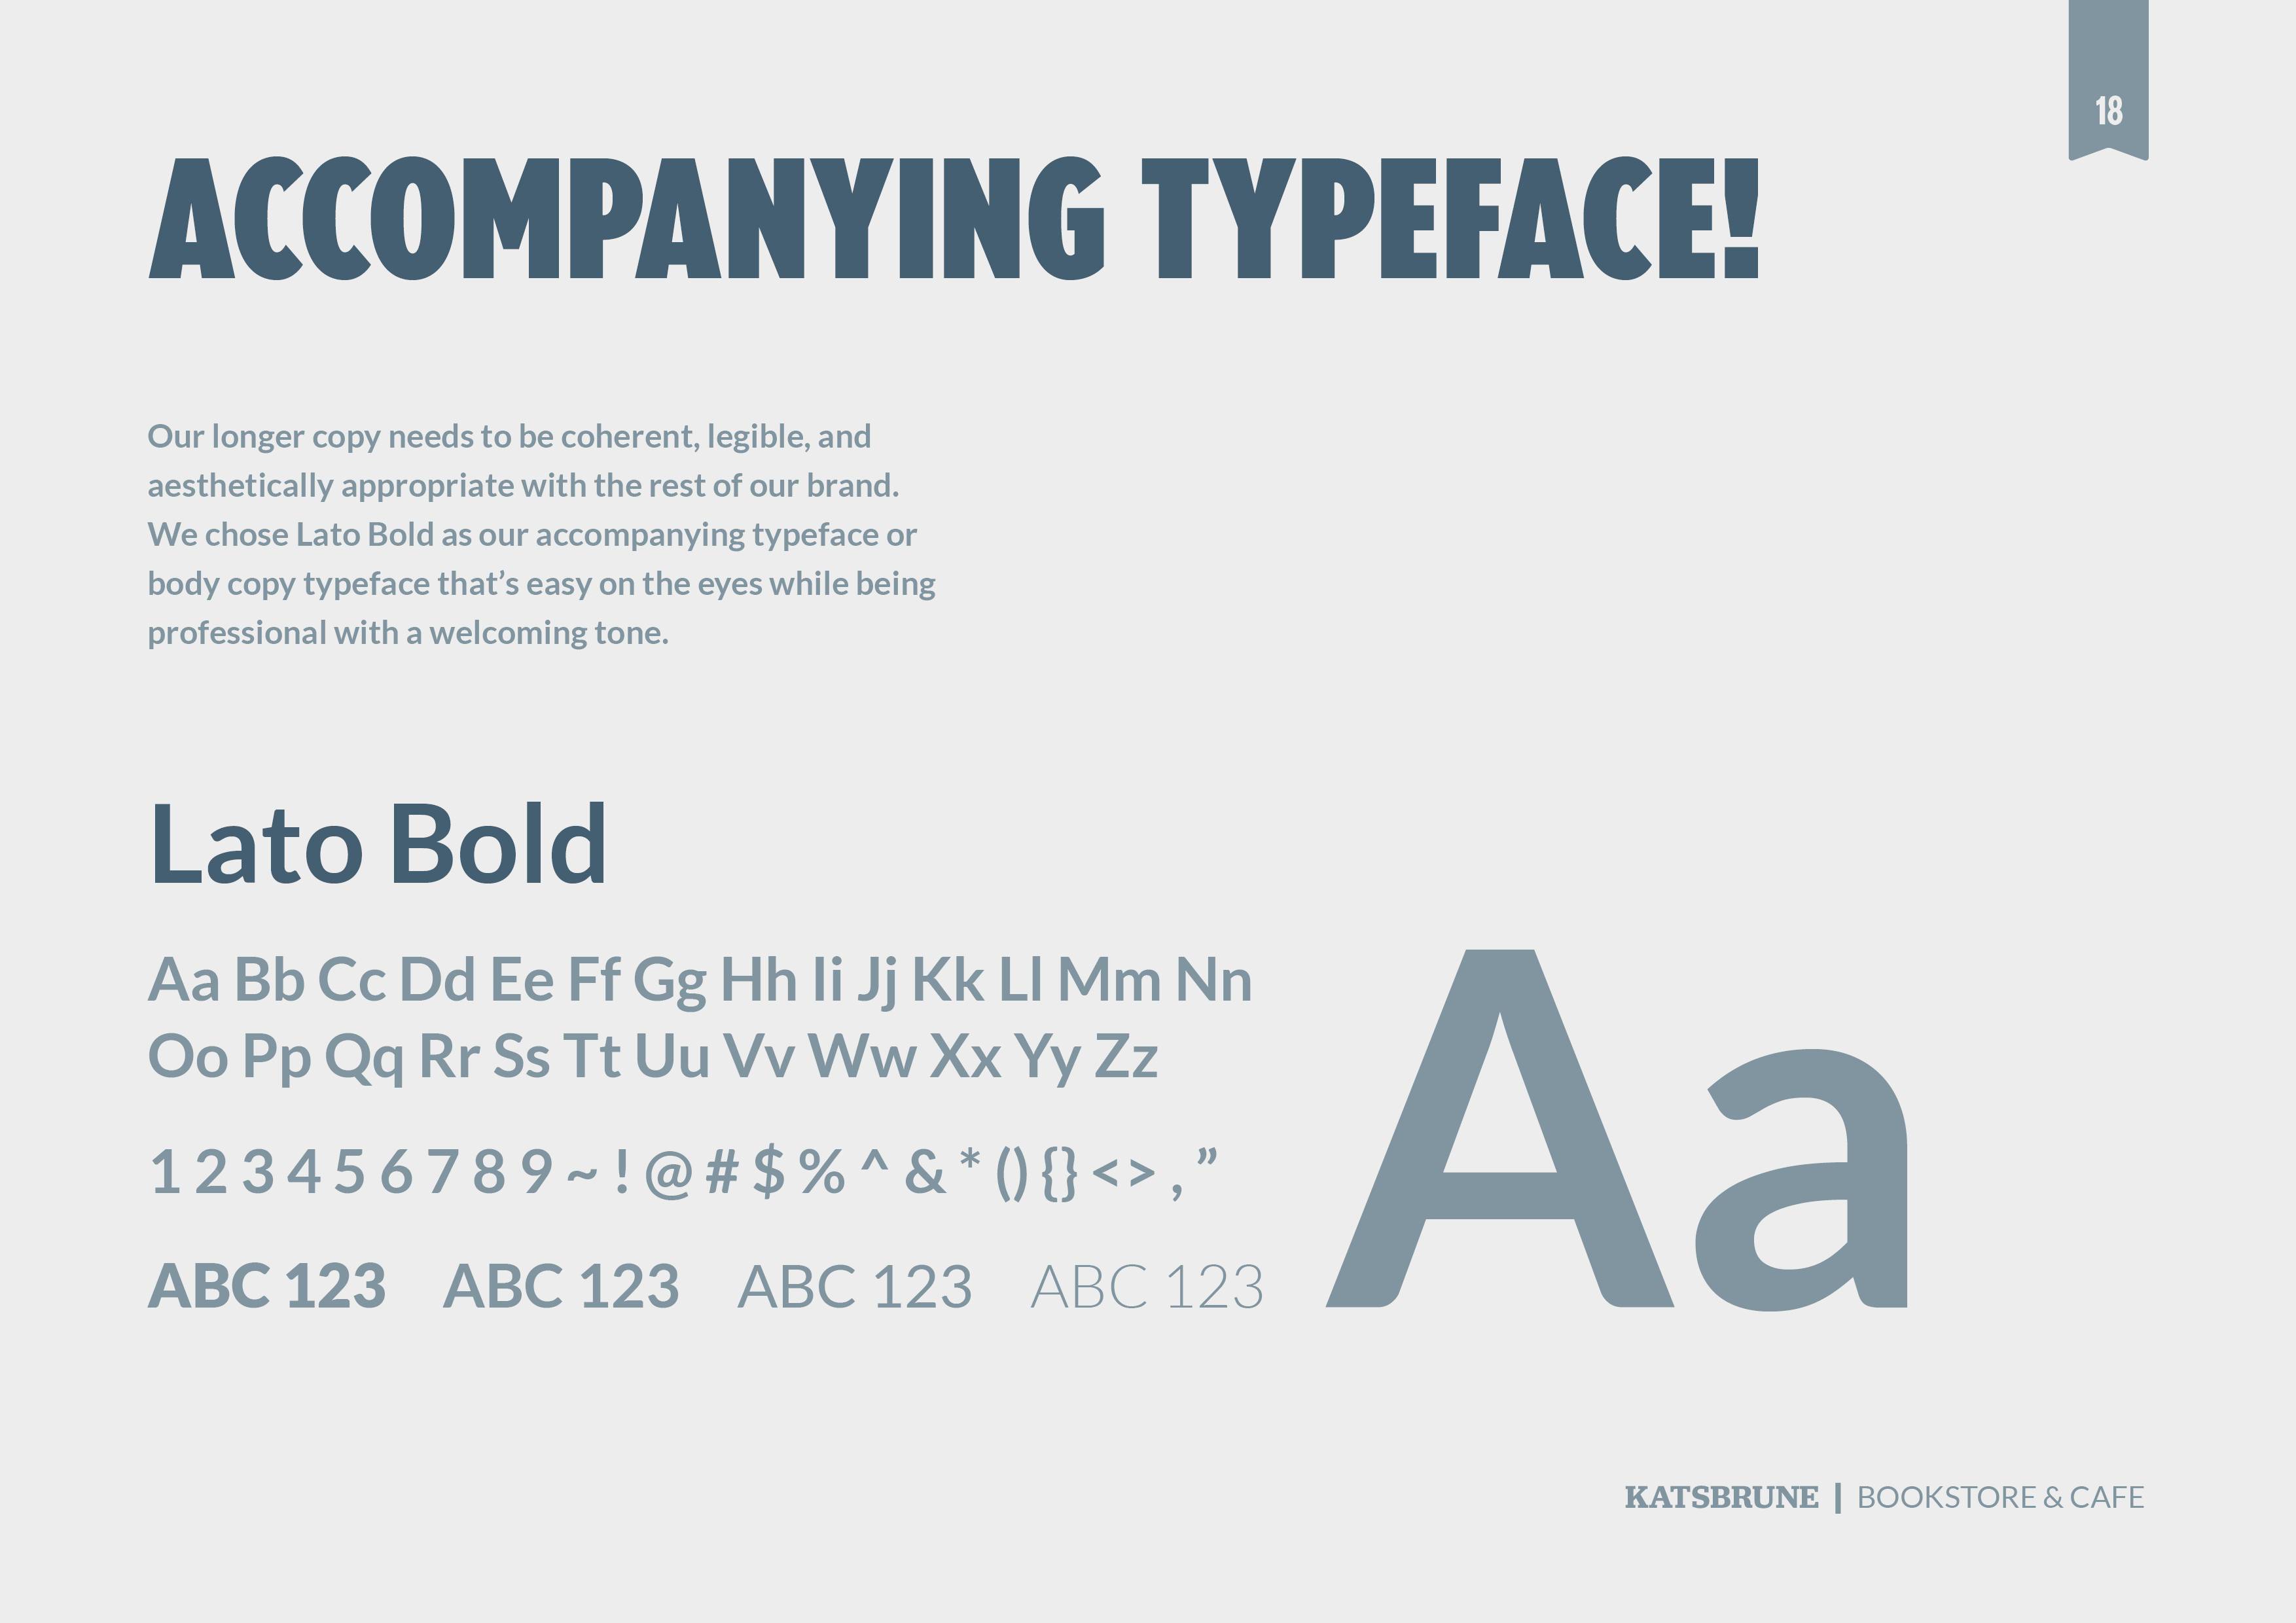 18
ACCOMPANYING TYPEFACE!
Our longer copy needs to be coherent, legible, and
aesthetically appropriate with the rest of our brand.
We chose Lato Bold as our accompanying typeface or
body copy typeface that’s easy on the eyes while being
professional with a welcoming tone.
Lato Bold
Aa Bb Cc Dd Ee Ff Gg Hh Ii Jj Kk Ll Mm Nn
Oo Pp Qq Rr Ss Tt Uu Vv Ww Xx Yy Zz
1 2 3 4 5 6 7 8 9 ~ ! @ # $ % ^ & * () {} < > , ”
ABC 123 ABC 123 ABC 123 ABC 123
Aa
KATSBRUNE | BOOKSTORE & CAFE